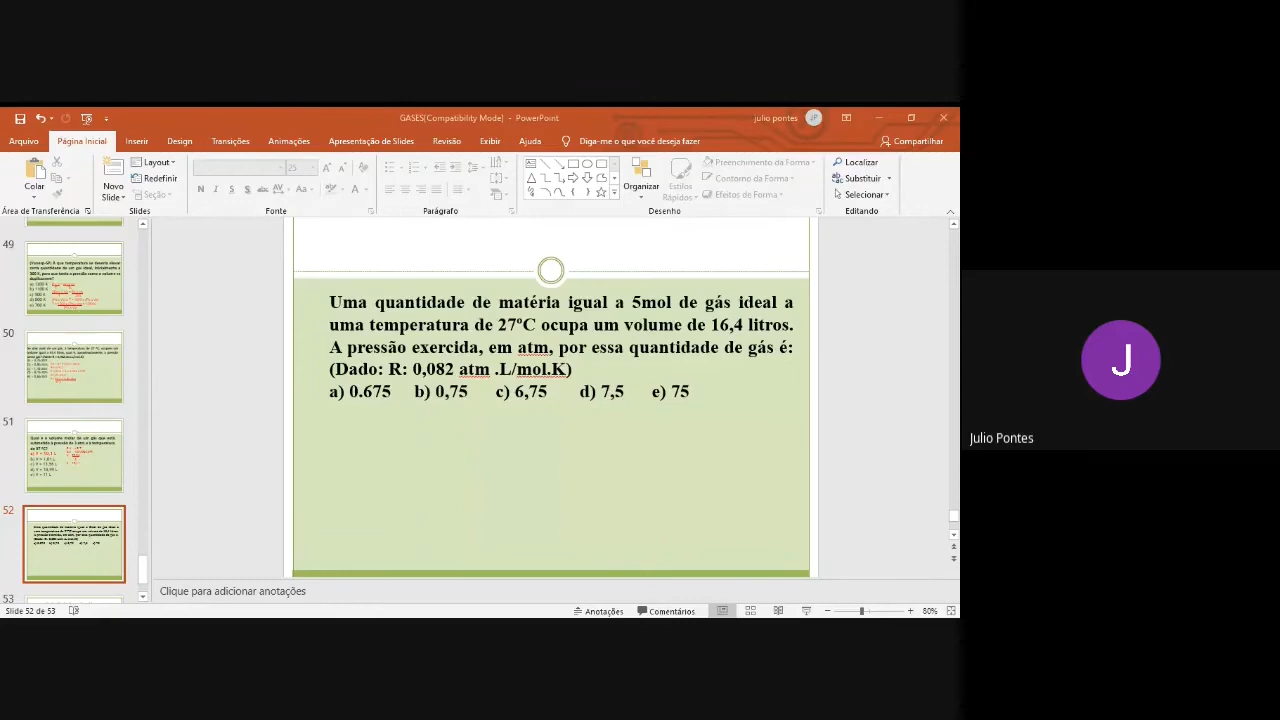 GASES(Compatibility Mode) - PowerPoint
julio pontes
JP
Arquivo Página Inicial Inserir Design Transições Animações Apresentação de Slides Revisão Exibir Ajuda Diga-me o que você deseja fazer Compartilhar
Colar
Novo
Slide
Layout
Redefinir
Seção
25
N I S abc AV Aa A
Organizar
Estilos
Rápidos
Preenchimento da Forma
Contorno da Forma
Efeitos de Forma
Localizar
Substituir
Selecionar
Área de Transferência Slides Fonte Parágrafo Desenho Editando
49
50
51
52
53
Uma quantidade de matéria igual a 5mol de gás ideal a
uma temperatura de 27ºC ocupa um volume de 16,4 litros.
A pressão exercida, em atm, por essa quantidade de gás é:
(Dado: R: 0,082 atm .L/mol.K)
a) 0.675 b) 0,75 c) 6,75 d) 7,5 e) 75
Clique para adicionar anotações
Slide 52 de 53 Anotações Comentários 80%
J
Julio Pontes